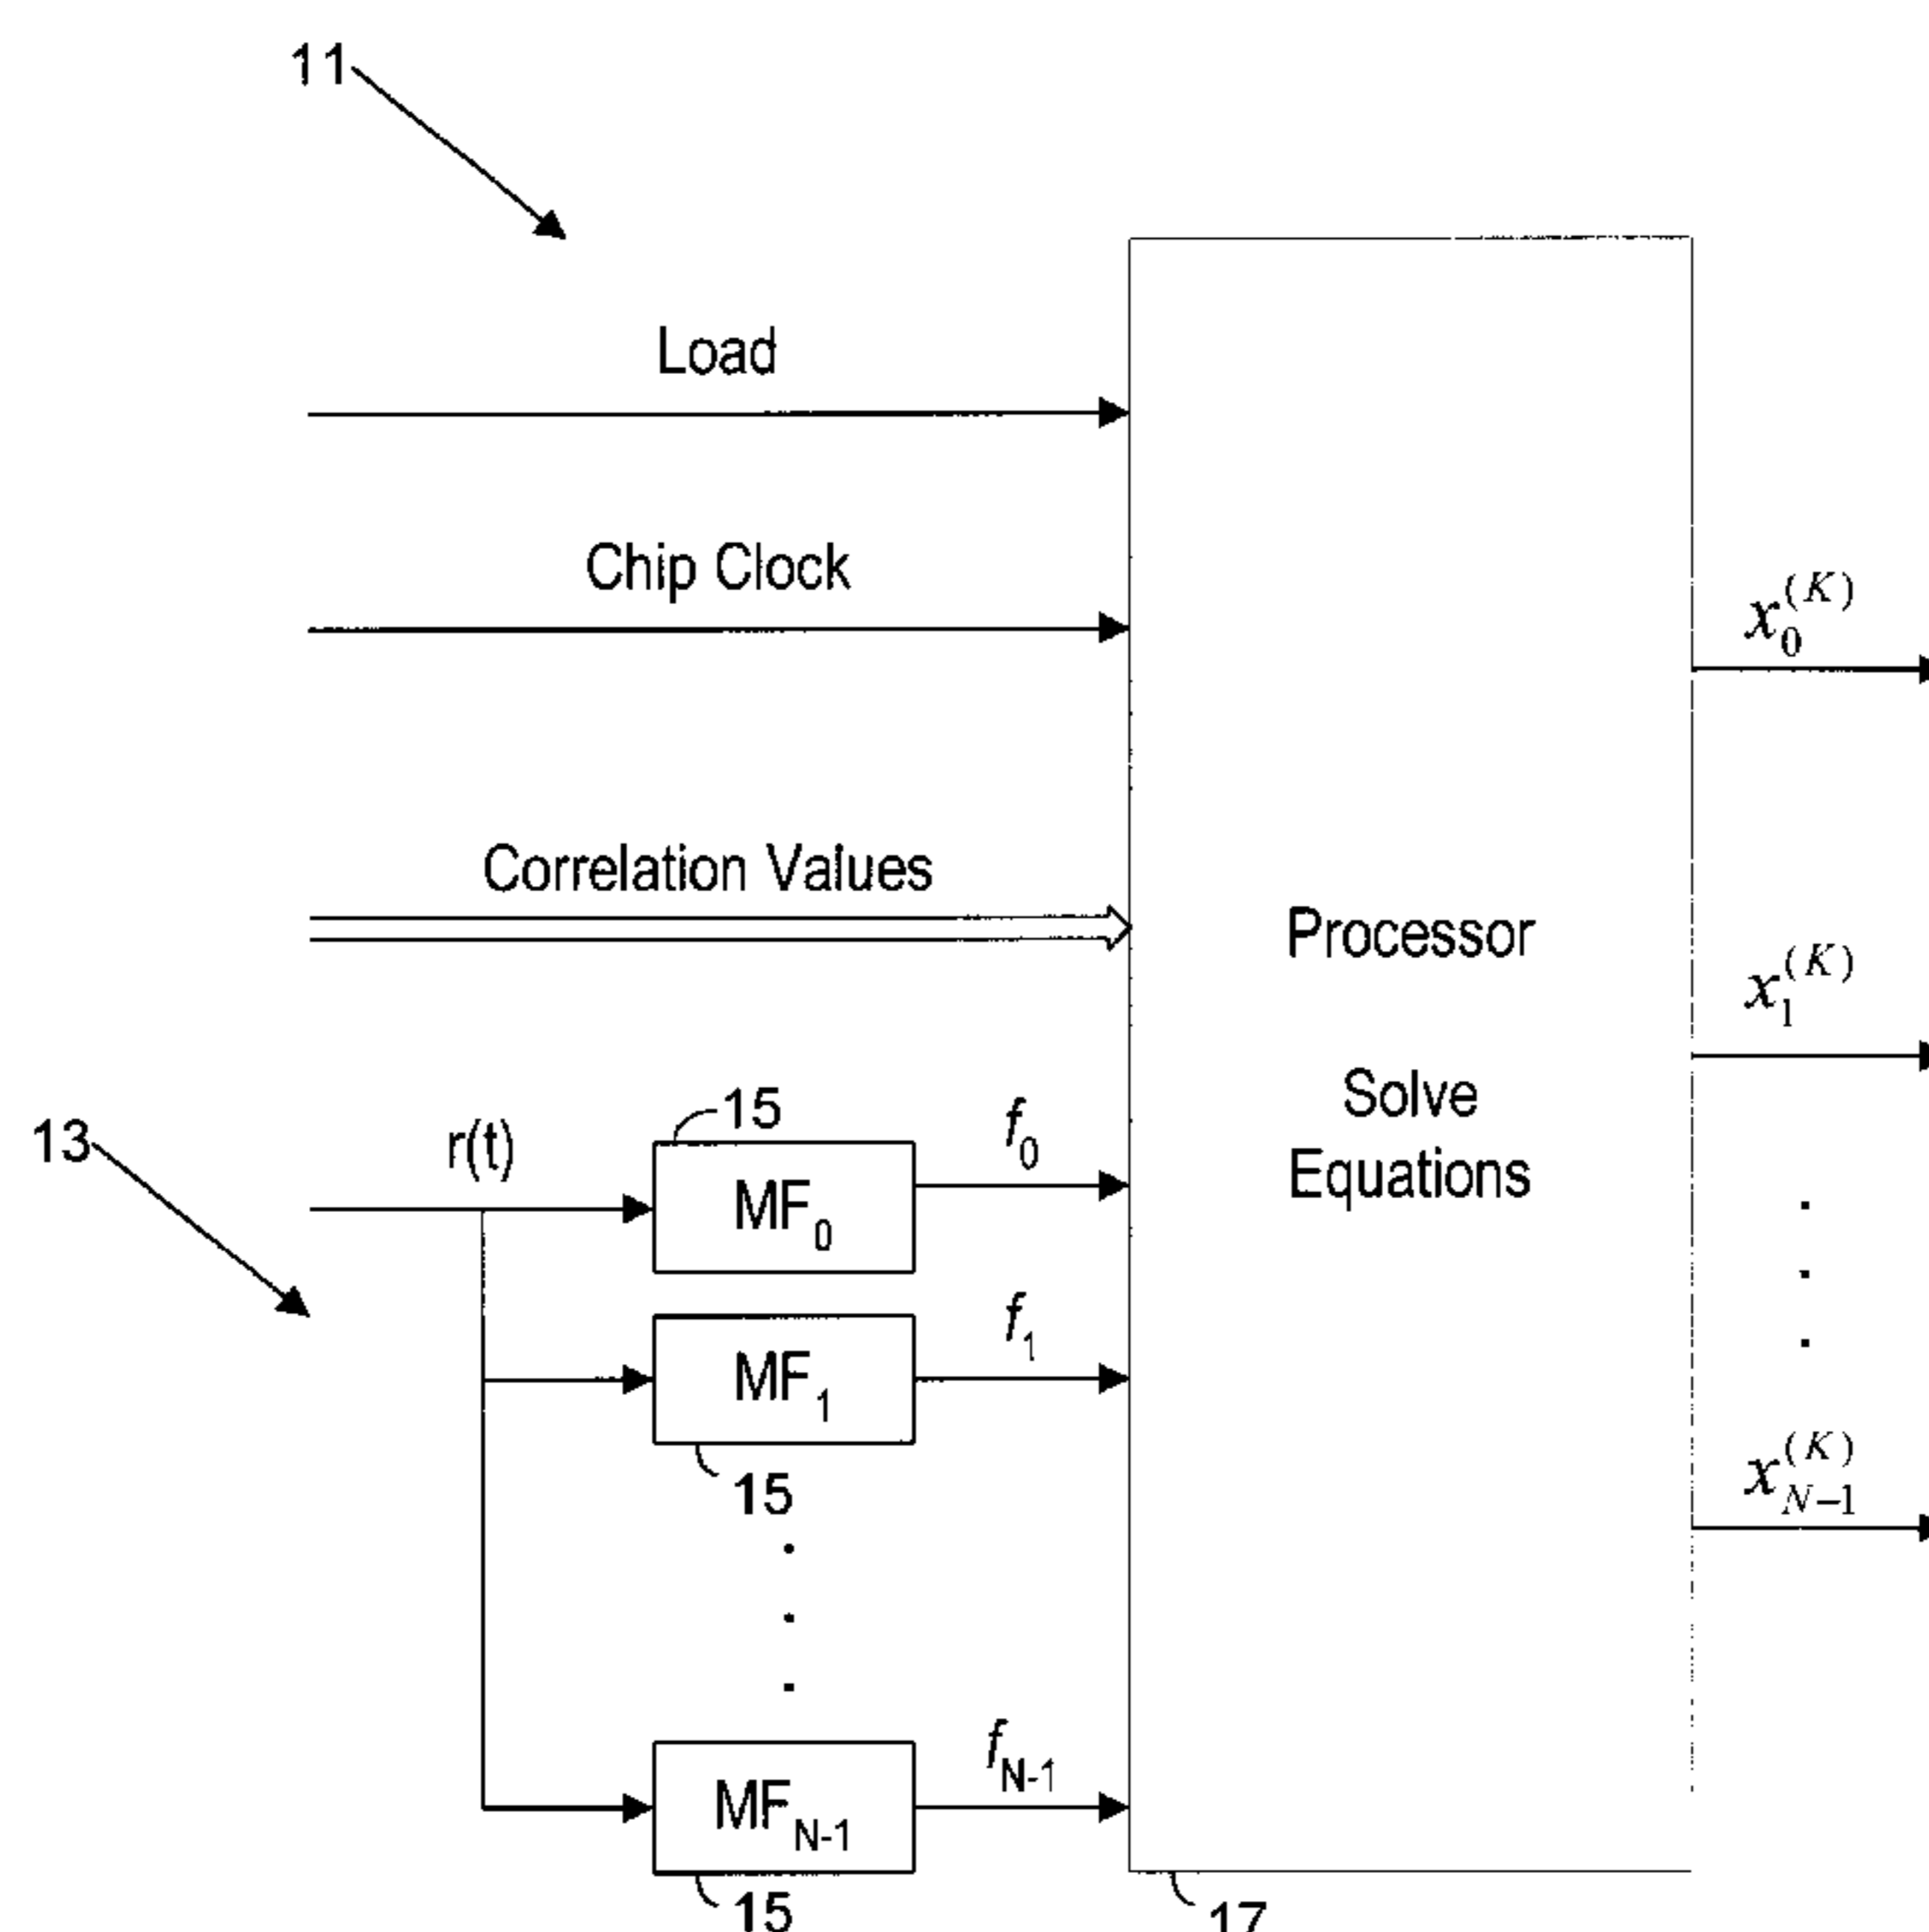 11
Load
Chip Clock
x_0^{(K)}
Correlation Values
Processor
x_1^{(K)}
Solve
Equations
13
r(t)
15
MF_0
f_0
MF_1
f_1
15
x_{N-1}^{(K)}
MF_{N-1}
f_{N-1}
15
17